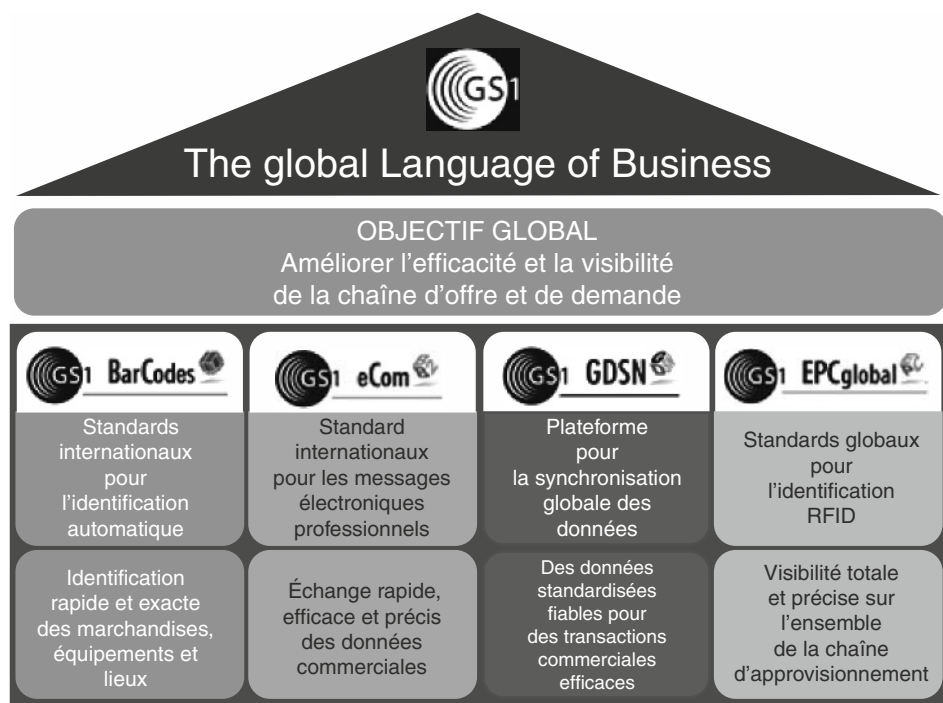 GS1
The global Language of Business
OBJECTIF GLOBAL
Améliorer l'efficacité et la visibilité
de la chaîne d'offre et de demande
GS1 BarCodes
Standards
internationaux
pour
l'identification
automatique
Identification
rapide et exacte
des marchandises,
équipements et
lieux
GS1 eCom
Standard
internationaux
pour les messages
électroniques
professionnels
Échange rapide,
efficace et précis
des données
commerciales
GS1 GDSN
Plateforme
pour
la synchronisation
globale des
données
Des données
standardisées
fiables pour
des transactions
commerciales
efficaces
GS1 EPCglobal
Standards globaux
pour
l'identification
RFID
Visibilité totale
et précise sur
l'ensemble
de la chaîne
d'approvisionnement